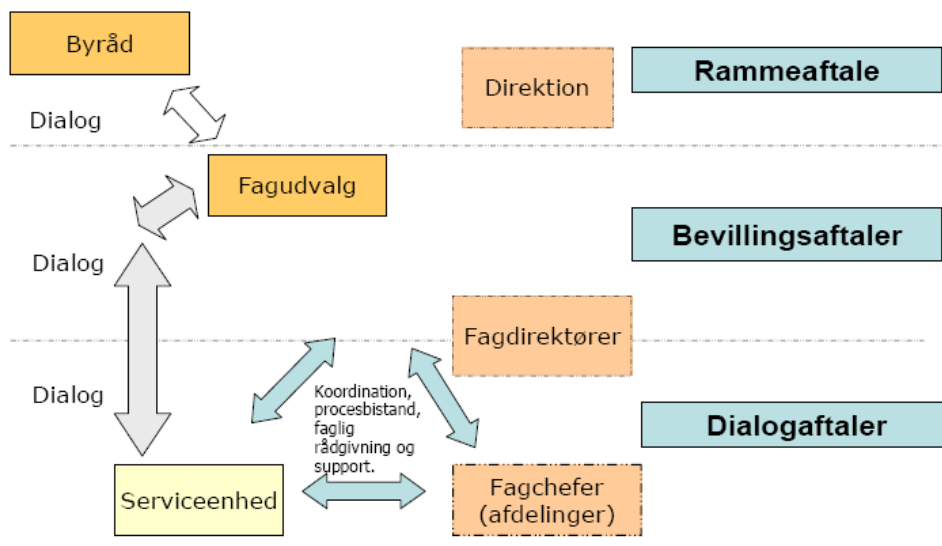 Byråd
Direktion
Rammeaftale
Dialog
Fagudvalg
Bevillingsaftaler
Dialog
Fagdirektører
Dialog
Koordination,
procesbistand,
faglig
rådgivning og
support.
Dialogaftaler
Serviceenhed
Fagchefer
(afdelinger)